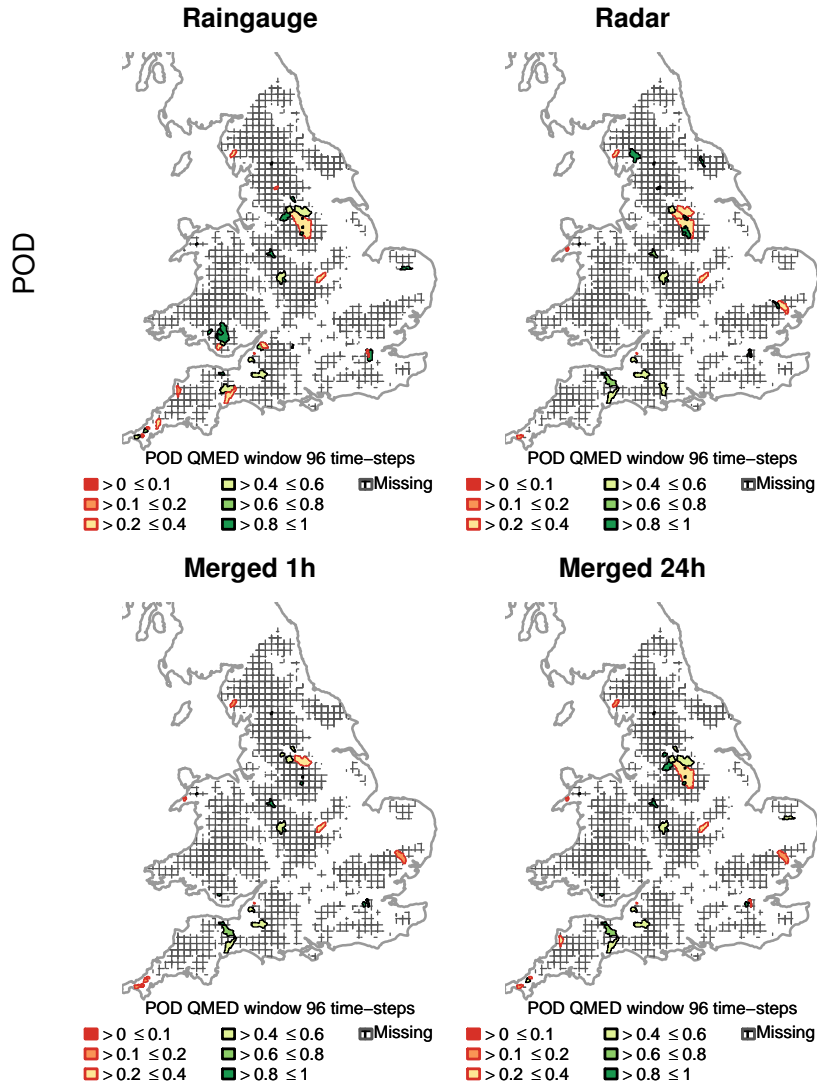 Raingauge Radar
POD
POD QMED window 96 time−steps POD QMED window 96 time−steps
> 0 ≤ 0.1 > 0.4 ≤ 0.6 Missing > 0 ≤ 0.1 > 0.4 ≤ 0.6 Missing
> 0.1 ≤ 0.2 > 0.6 ≤ 0.8 > 0.1 ≤ 0.2 > 0.6 ≤ 0.8
> 0.2 ≤ 0.4 > 0.8 ≤ 1 > 0.2 ≤ 0.4 > 0.8 ≤ 1
Merged 1h Merged 24h
POD QMED window 96 time−steps POD QMED window 96 time−steps
> 0 ≤ 0.1 > 0.4 ≤ 0.6 Missing > 0 ≤ 0.1 > 0.4 ≤ 0.6 Missing
> 0.1 ≤ 0.2 > 0.6 ≤ 0.8 > 0.1 ≤ 0.2 > 0.6 ≤ 0.8
> 0.2 ≤ 0.4 > 0.8 ≤ 1 > 0.2 ≤ 0.4 > 0.8 ≤ 1